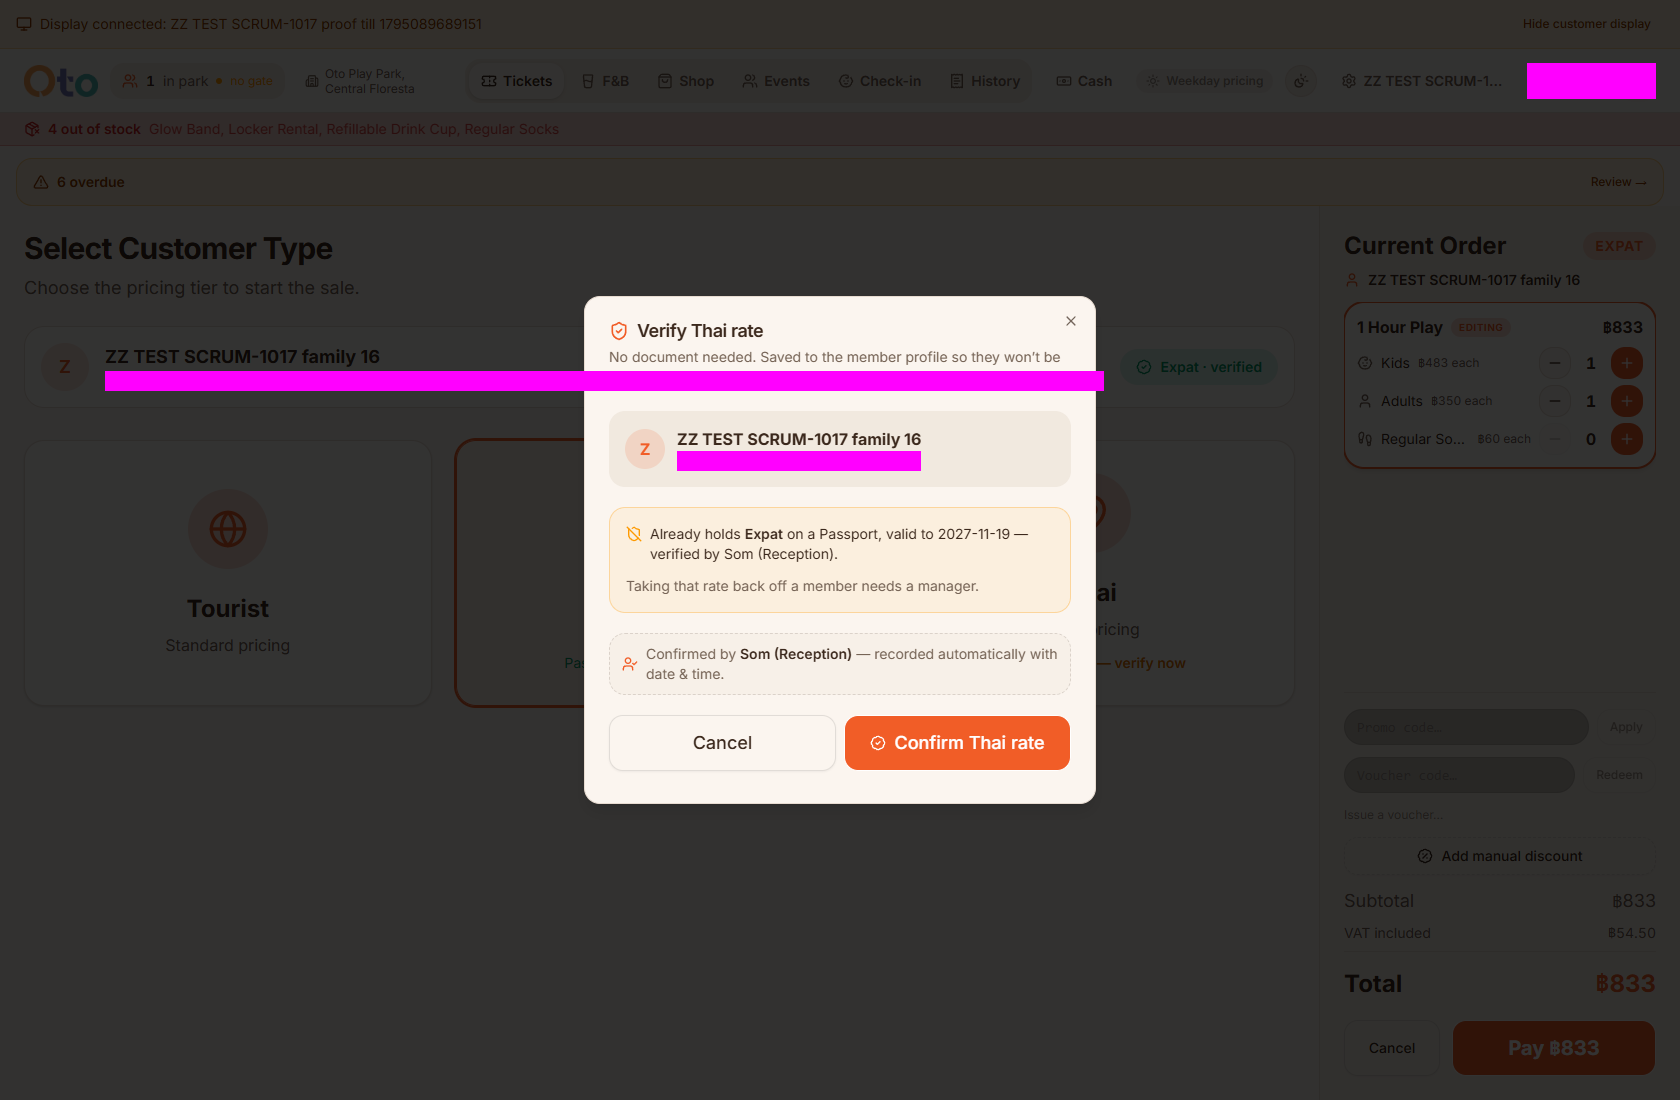 Display connected: ZZ TEST SCRUM-1017 proof till 1795089689151
Hide customer display
Oto
1 in park • no gate
Oto Play Park,
Central Floresta
Tickets
F&B
Shop
Events
Check-in
History
Cash
Weekday pricing
ZZ TEST SCRUM-1...
4 out of stock Glow Band, Locker Rental, Refillable Drink Cup, Regular Socks
6 overdue
Review →
Select Customer Type
Choose the pricing tier to start the sale.
Z
ZZ TEST SCRUM-1017 family 16
Expat · verified
Tourist
Standard pricing
Pas
ai
ricing
— verify now
Verify Thai rate
No document needed. Saved to the member profile so they won't be
Z
ZZ TEST SCRUM-1017 family 16
Already holds Expat on a Passport, valid to 2027-11-19 —
verified by Som (Reception).
Taking that rate back off a member needs a manager.
Confirmed by Som (Reception) — recorded automatically with
date & time.
Cancel
Confirm Thai rate
Current Order
EXPAT
ZZ TEST SCRUM-1017 family 16
1 Hour Play EDITING ฿833
Kids ฿483 each − 1 +
Adults ฿350 each − 1 +
Regular So... ฿60 each − 0 +
Promo code…
Apply
Voucher code…
Redeem
Issue a voucher...
Add manual discount
Subtotal ฿833
VAT included ฿54.50
Total ฿833
Cancel
Pay ฿833